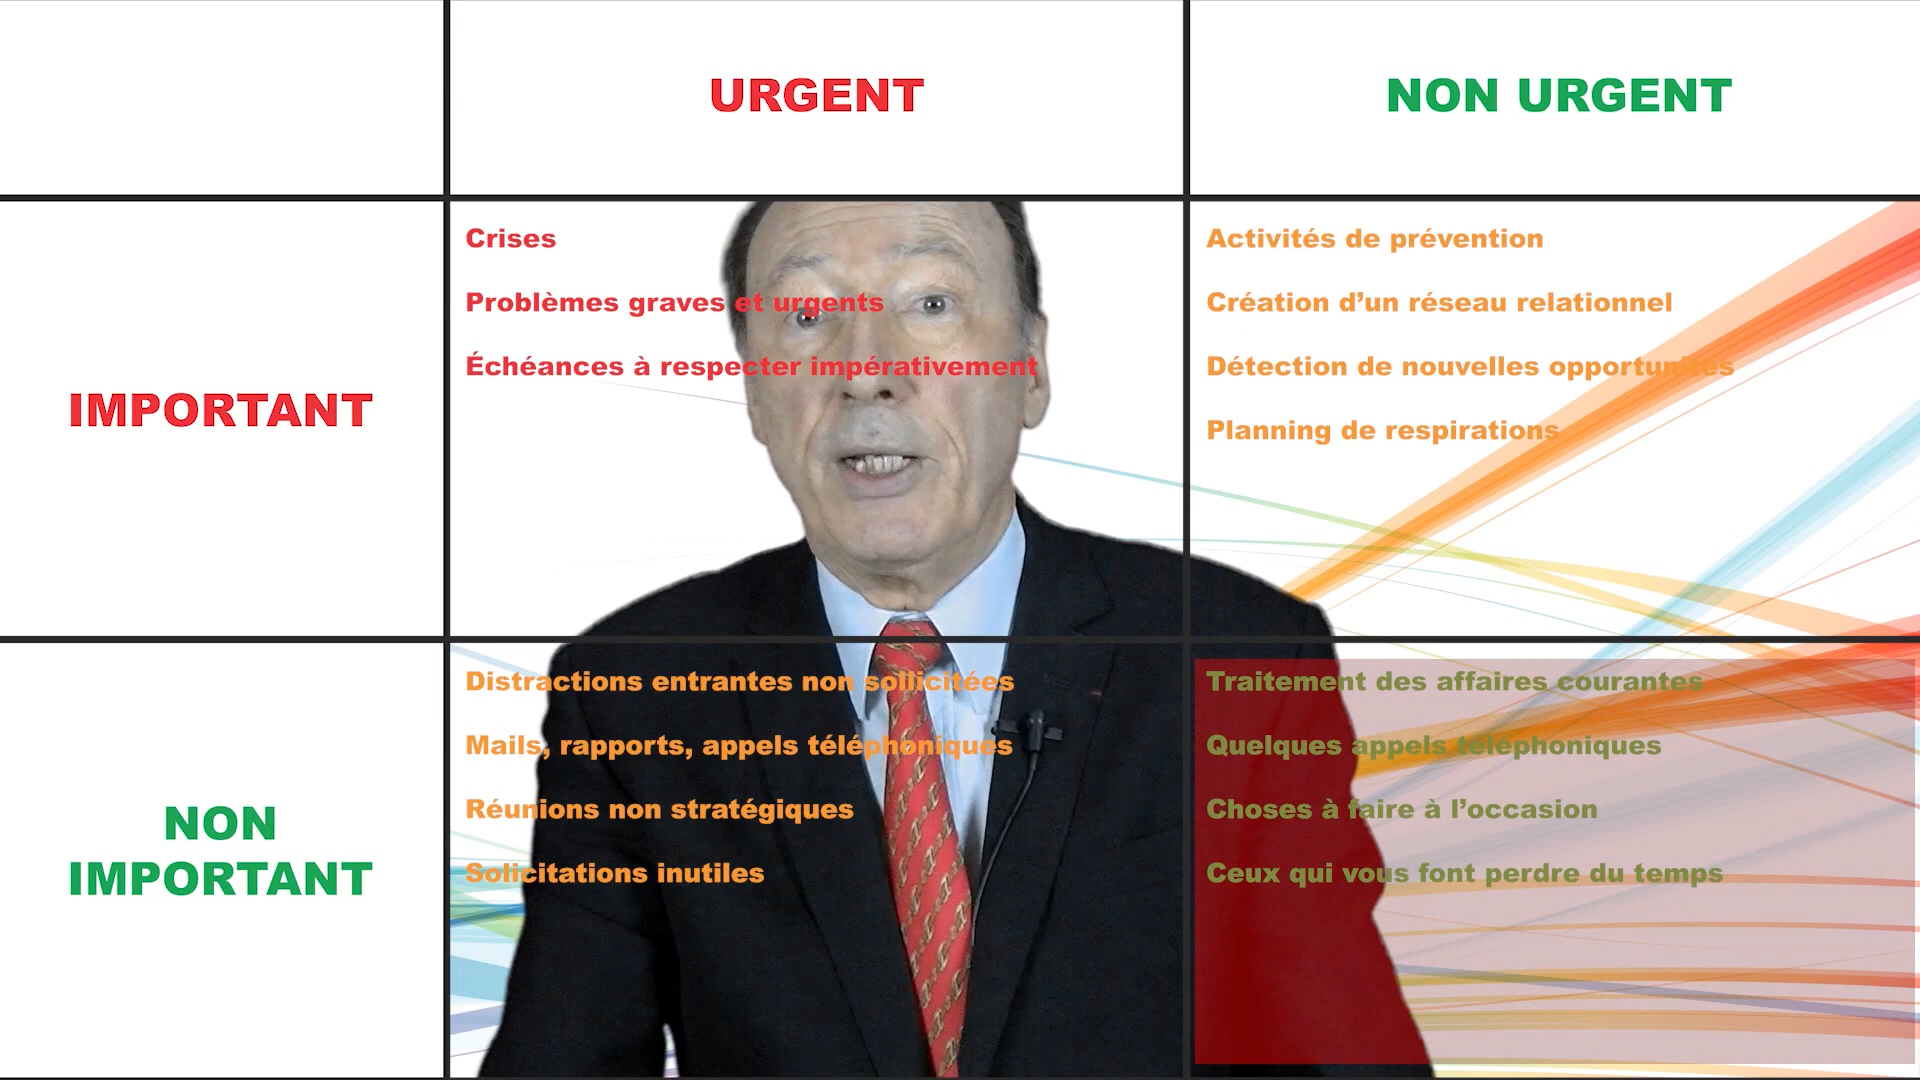 URGENT
NON URGENT
IMPORTANT
Crises
Problèmes graves et urgents
Échéances à respecter impérativement
Activités de prévention
Création d’un réseau relationnel
Détection de nouvelles opportunités
Planning de respirations
NON
IMPORTANT
Distractions entrantes non sollicitées
Mails, rapports, appels téléphoniques
Réunions non stratégiques
Solicitations inutiles
Traitement des affaires courantes
Quelques appels téléphoniques
Choses à faire à l’occasion
Ceux qui vous font perdre du temps